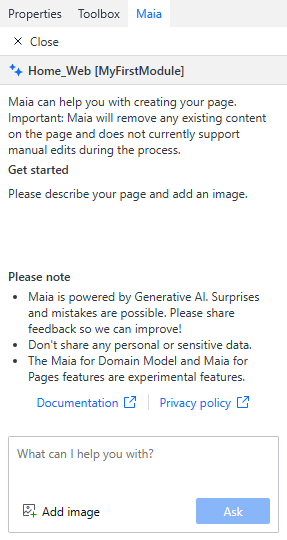 Properties Toolbox Maia
Close
Home_Web [MyFirstModule]
Maia can help you with creating your page.
Important: Maia will remove any existing content
on the page and does not currently support
manual edits during the process.
Get started
Please describe your page and add an image.
Please note
• Maia is powered by Generative AI. Surprises
and mistakes are possible. Please share
feedback so we can improve!
• Don't share any personal or sensitive data.
• The Maia for Domain Model and Maia for
Pages features are experimental features.
Documentation Privacy policy
What can I help you with?
Add image Ask